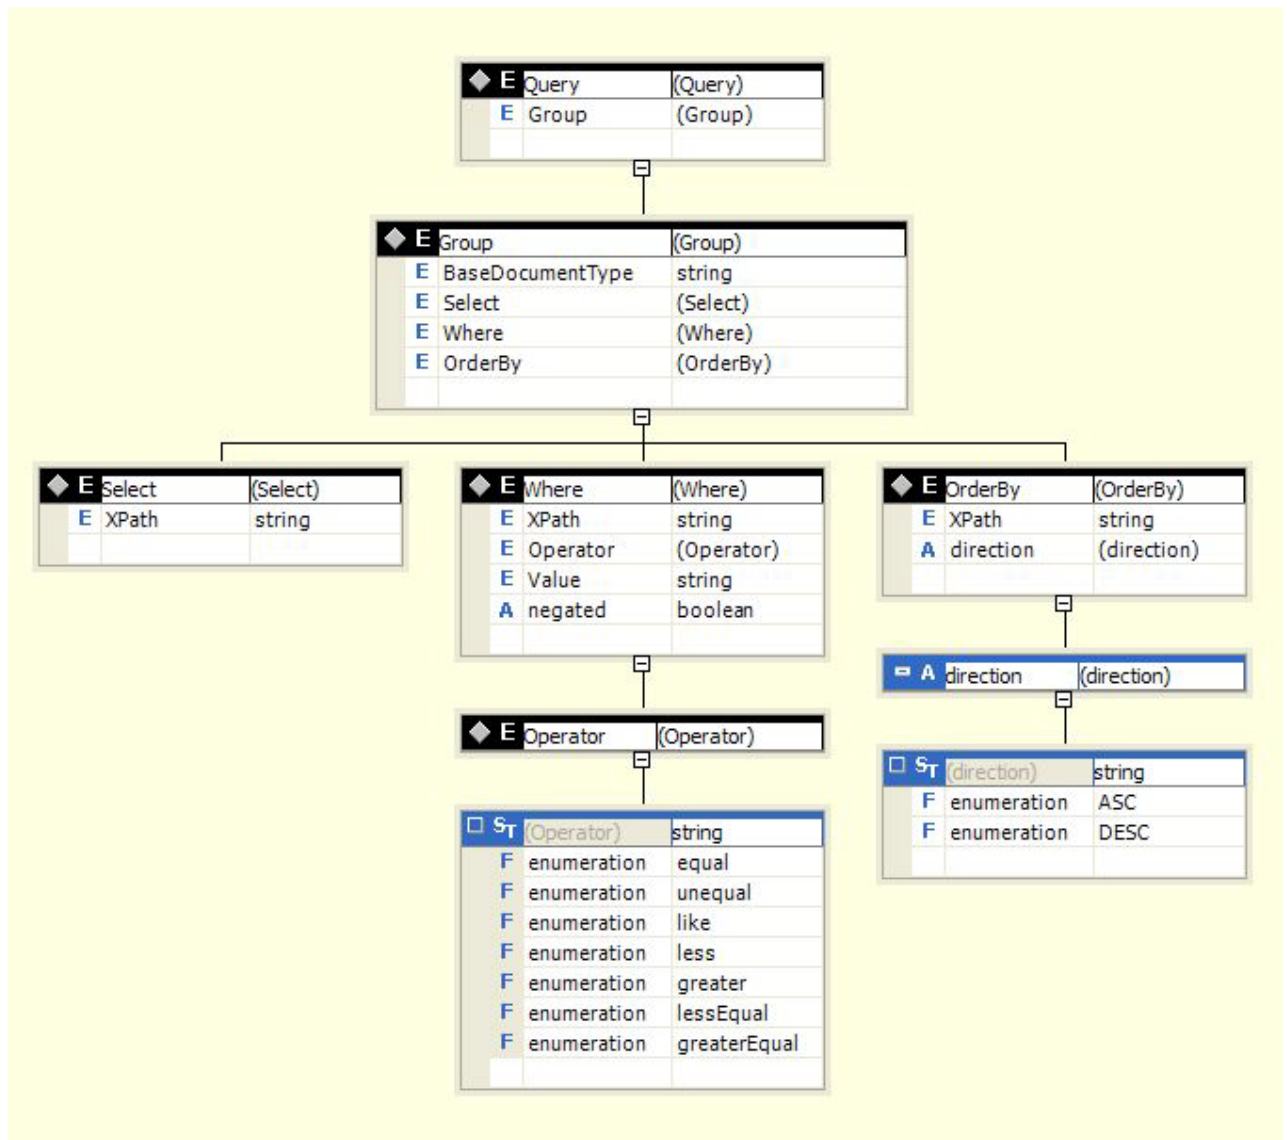 E Query (Query)
E Group (Group)
E Group (Group)
E BaseDocumentType string
E Select (Select)
E Where (Where)
E OrderBy (OrderBy)
E Select (Select)
E XPath string
E Where (Where)
E XPath string
E Operator (Operator)
E Value string
A negated boolean
E OrderBy (OrderBy)
E XPath string
A direction (direction)
E Operator (Operator)
ST (Operator) string
F enumeration equal
F enumeration unequal
F enumeration like
F enumeration less
F enumeration greater
F enumeration lessEqual
F enumeration greaterEqual
A direction (direction)
ST (direction) string
F enumeration ASC
F enumeration DESC